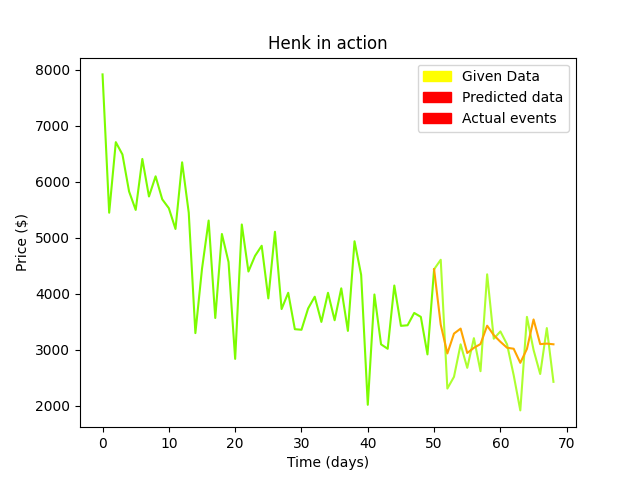 Henk in action
Given Data
Predicted data
Actual events
Price ($)
8000
7000
6000
5000
4000
3000
2000
0 10 20 30 40 50 60 70
Time (days)